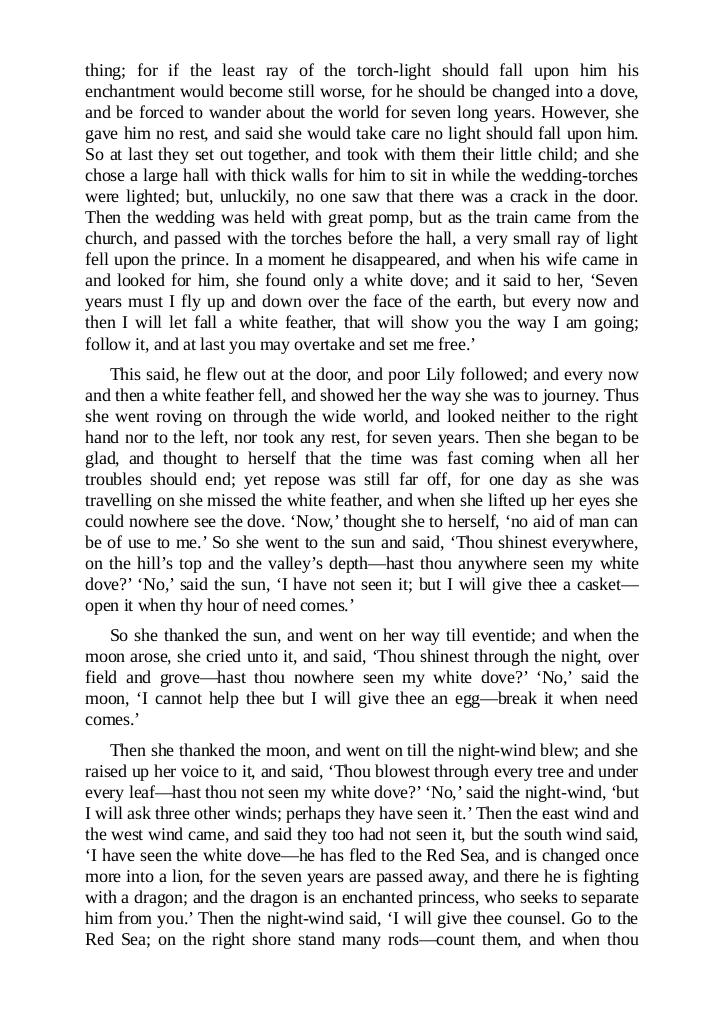 thing; for if the least ray of the torch-light should fall upon him his
enchantment would become still worse, for he should be changed into a dove,
and be forced to wander about the world for seven long years. However, she
gave him no rest, and said she would take care no light should fall upon him.
So at last they set out together, and took with them their little child; and she
chose a large hall with thick walls for him to sit in while the wedding-torches
were lighted; but, unluckily, no one saw that there was a crack in the door.
Then the wedding was held with great pomp, but as the train came from the
church, and passed with the torches before the hall, a very small ray of light
fell upon the prince. In a moment he disappeared, and when his wife came in
and looked for him, she found only a white dove; and it said to her, ‘Seven
years must I fly up and down over the face of the earth, but every now and
then I will let fall a white feather, that will show you the way I am going;
follow it, and at last you may overtake and set me free.’
This said, he flew out at the door, and poor Lily followed; and every now
and then a white feather fell, and showed her the way she was to journey. Thus
she went roving on through the wide world, and looked neither to the right
hand nor to the left, nor took any rest, for seven years. Then she began to be
glad, and thought to herself that the time was fast coming when all her
troubles should end; yet repose was still far off, for one day as she was
travelling on she missed the white feather, and when she lifted up her eyes she
could nowhere see the dove. ‘Now,’ thought she to herself, ‘no aid of man can
be of use to me.’ So she went to the sun and said, ‘Thou shinest everywhere,
on the hill’s top and the valley’s depth—hast thou anywhere seen my white
dove?’ ‘No,’ said the sun, ‘I have not seen it; but I will give thee a casket—
open it when thy hour of need comes.’
So she thanked the sun, and went on her way till eventide; and when the
moon arose, she cried unto it, and said, ‘Thou shinest through the night, over
field and grove—hast thou nowhere seen my white dove?’ ‘No,’ said the
moon, ‘I cannot help thee but I will give thee an egg—break it when need
comes.’
Then she thanked the moon, and went on till the night-wind blew; and she
raised up her voice to it, and said, ‘Thou blowest through every tree and under
every leaf—hast thou not seen my white dove?’ ‘No,’ said the night-wind, ‘but
I will ask three other winds; perhaps they have seen it.’ Then the east wind and
the west wind came, and said they too had not seen it, but the south wind said,
‘I have seen the white dove—he has fled to the Red Sea, and is changed once
more into a lion, for the seven years are passed away, and there he is fighting
with a dragon; and the dragon is an enchanted princess, who seeks to separate
him from you.’ Then the night-wind said, ‘I will give thee counsel. Go to the
Red Sea; on the right shore stand many rods—count them, and when thou